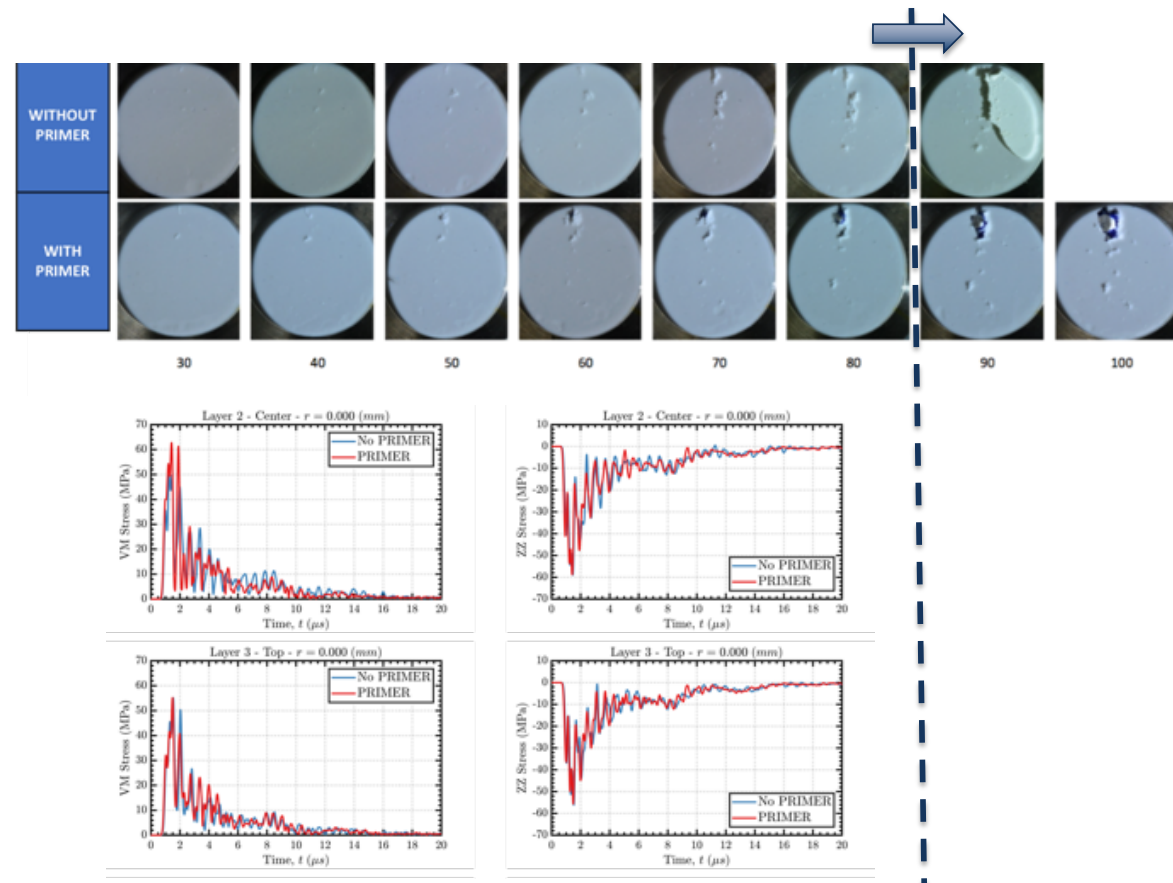 WITHOUT
PRIMER
WITH
PRIMER
30 40 50 60 70 80 90 100
Layer 2 - Center - r = 0.000 (mm)
No PRIMER
PRIMER
VM Stress (MPa)
70
60
50
40
30
20
10
0
0 2 4 6 8 10 12 14 16 18 20
Time, t (μs)
Layer 2 - Center - r = 0.000 (mm)
ZZ Stress (MPa)
10
0
-10
-20
-30
-40
-50
-60
-70
No PRIMER
PRIMER
0 2 4 6 8 10 12 14 16 18 20
Time, t (μs)
Layer 3 - Top - r = 0.000 (mm)
No PRIMER
PRIMER
VM Stress (MPa)
70
60
50
40
30
20
10
0
0 2 4 6 8 10 12 14 16 18 20
Time, t (μs)
Layer 3 - Top - r = 0.000 (mm)
ZZ Stress (MPa)
10
0
-10
-20
-30
-40
-50
-60
-70
No PRIMER
PRIMER
0 2 4 6 8 10 12 14 16 18 20
Time, t (μs)